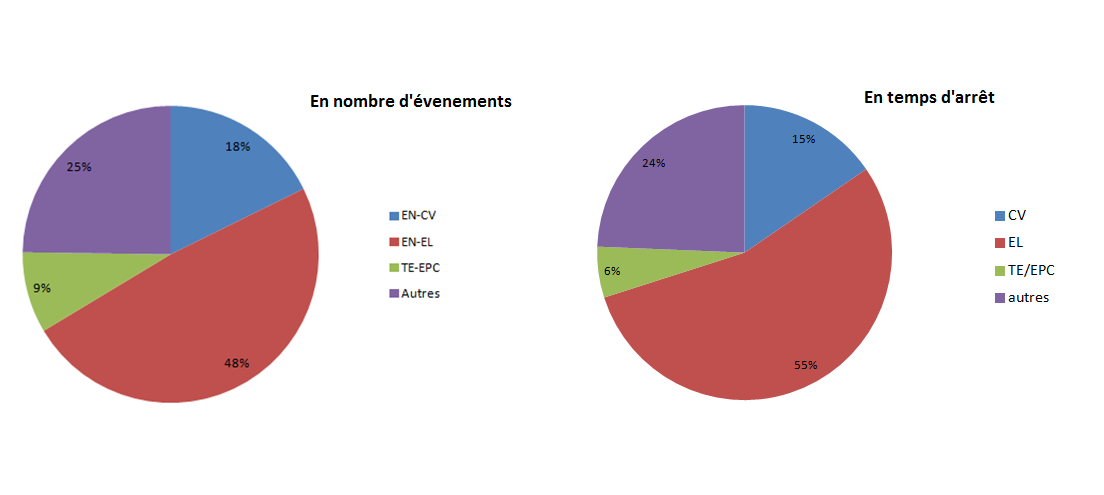 En nombre d'évenements
18%
25%
9%
48%
EN-CV
EN-EL
TE-EPC
Autres
En temps d'arrêt
15%
24%
6%
55%
CV
EL
TE/EPC
autres